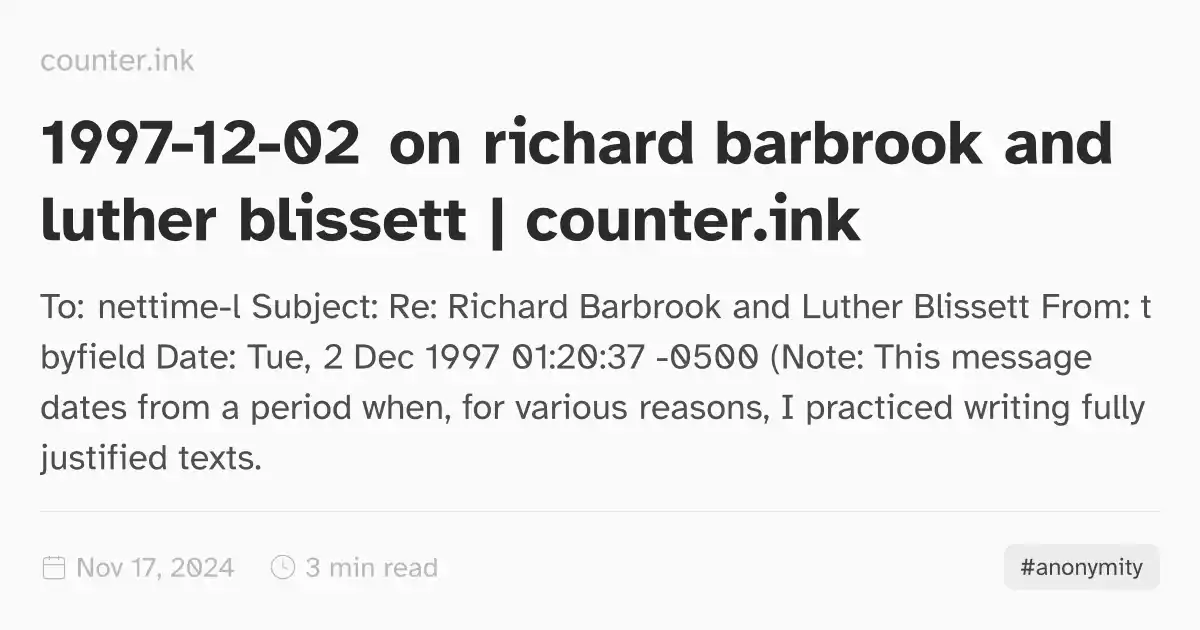 counter.ink
1997-12-02 on richard barbrook and
luther blissett | counter.ink
To: nettime-l Subject: Re: Richard Barbrook and Luther Blissett From: t
byfield Date: Tue, 2 Dec 1997 01:20:37 -0500 (Note: This message
dates from a period when, for various reasons, I practiced writing fully
justified texts.
Nov 17, 2024 3 min read #anonymity